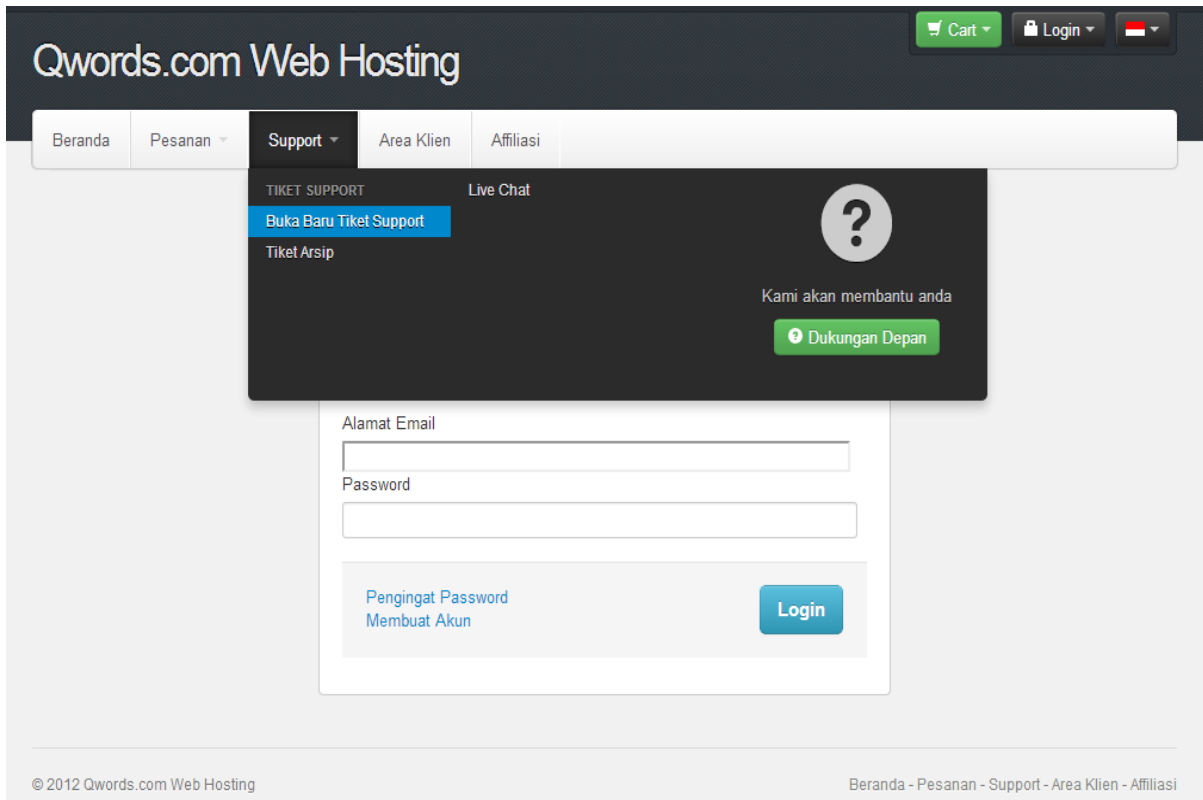 Cart
Login
Qwords.com Web Hosting
Beranda
Pesanan
Support
Area Klien
Affiliasi
TIKET SUPPORT
Live Chat
Buka Baru Tiket Support
Tiket Arsip
?
Kami akan membantu anda
? Dukungan Depan
Alamat Email
Password
Pengingat Password
Membuat Akun
Login
© 2012 Qwords.com Web Hosting
Beranda - Pesanan - Support - Area Klien - Affiliasi